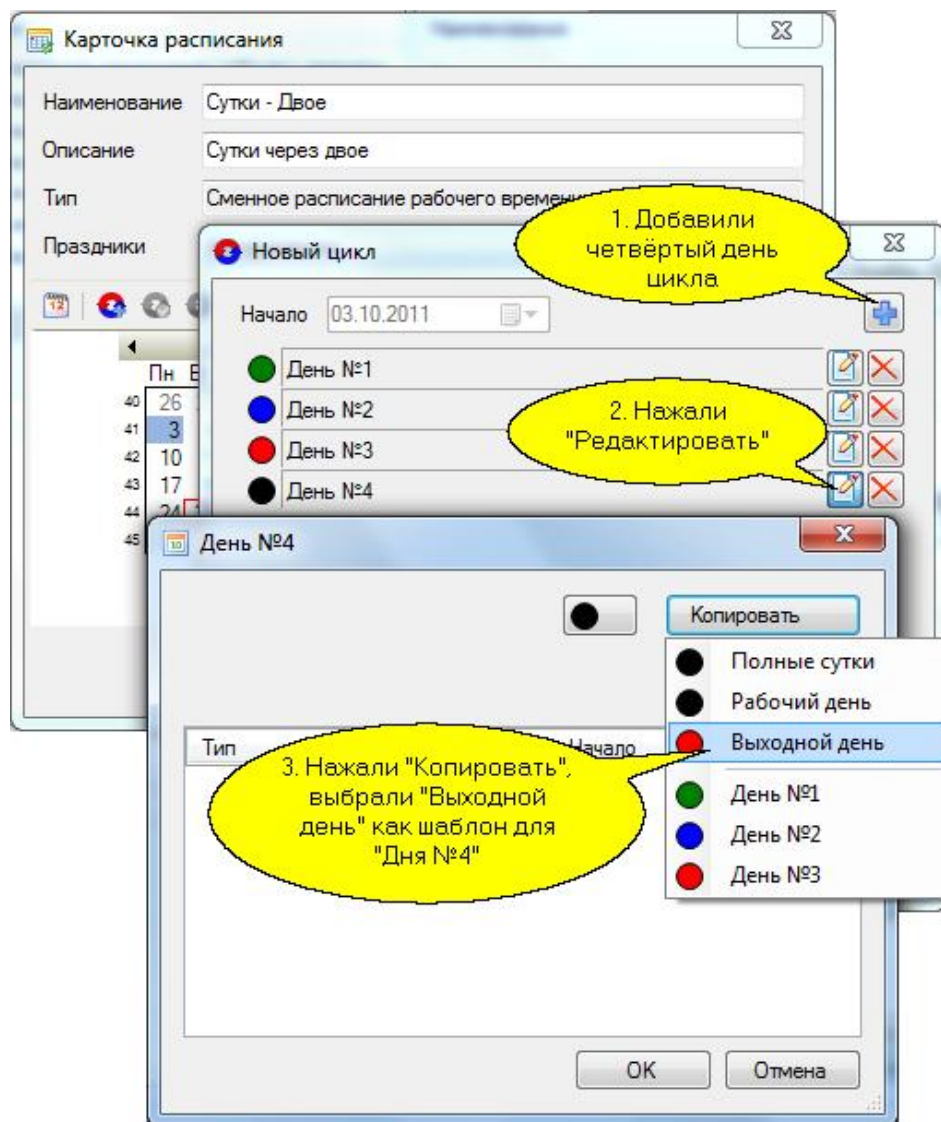 Карточка расписания
Наименование Сутки - Двое
Описание Сутки через двое
Тип Сменное расписание рабочего времени
Праздники
1. Добавили
четвёртый день
цикла
Новый цикл
Начало 03.10.2011
12
Пн
40 26
41 3
42 10
43 17
44 24
45
День №1
День №2
День №3
День №4
2. Нажали
"Редактировать"
День №4
Копировать
Полные сутки
Рабочий день
Выходной день
День №1
День №2
День №3
Тип Начало
3. Нажали "Копировать",
выбрали "Выходной
день" как шаблон для
"Дня №4"
OK Отмена